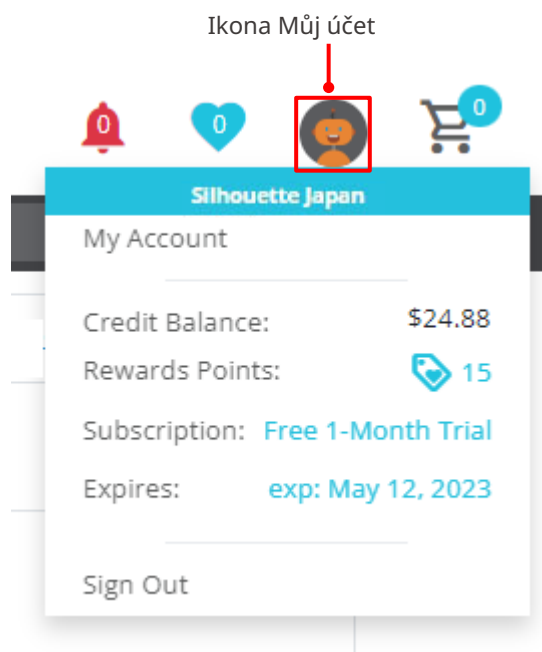 Ikona Můj účet
0
0
0
Silhouette Japan
My Account
Credit Balance: $24.88
Rewards Points: 15
Subscription: Free 1-Month Trial
Expires: exp: May 12, 2023
Sign Out